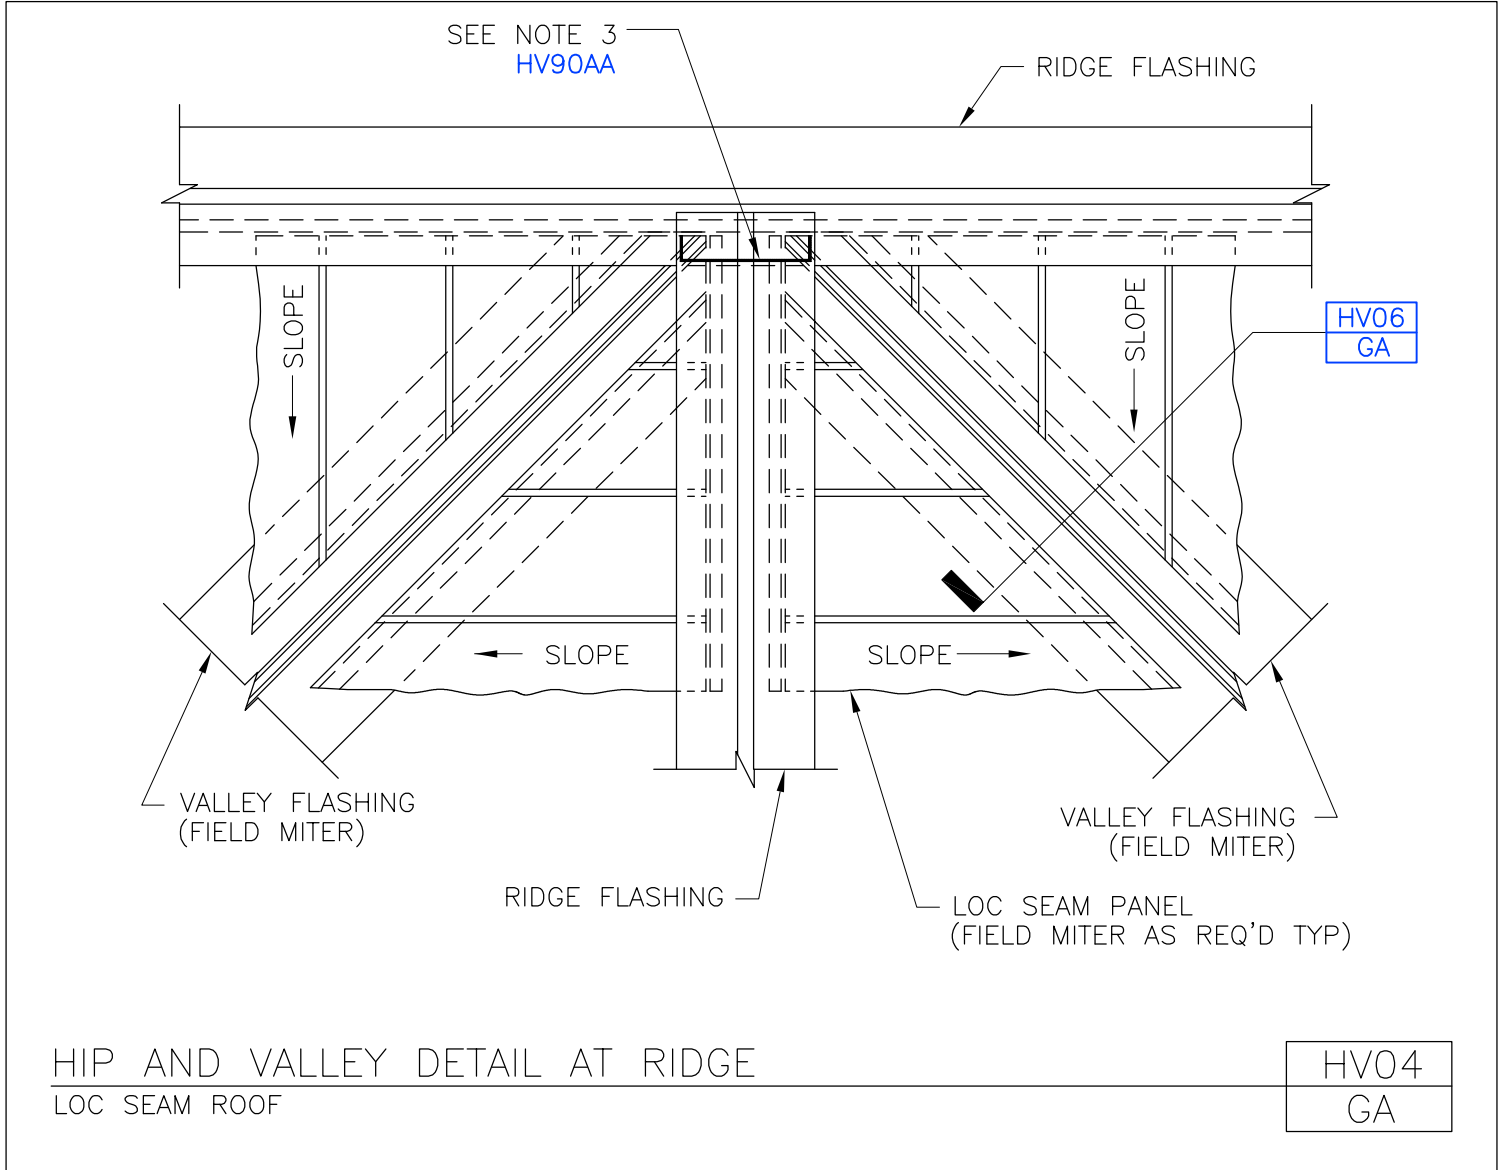 SEE NOTE 3
HV90AA
RIDGE FLASHING
SLOPE
SLOPE
HV06
GA
SLOPE
SLOPE
VALLEY FLASHING
(FIELD MITER)
VALLEY FLASHING
(FIELD MITER)
RIDGE FLASHING
LOC SEAM PANEL
(FIELD MITER AS REQ'D TYP)
HIP AND VALLEY DETAIL AT RIDGE
LOC SEAM ROOF
HV04
GA